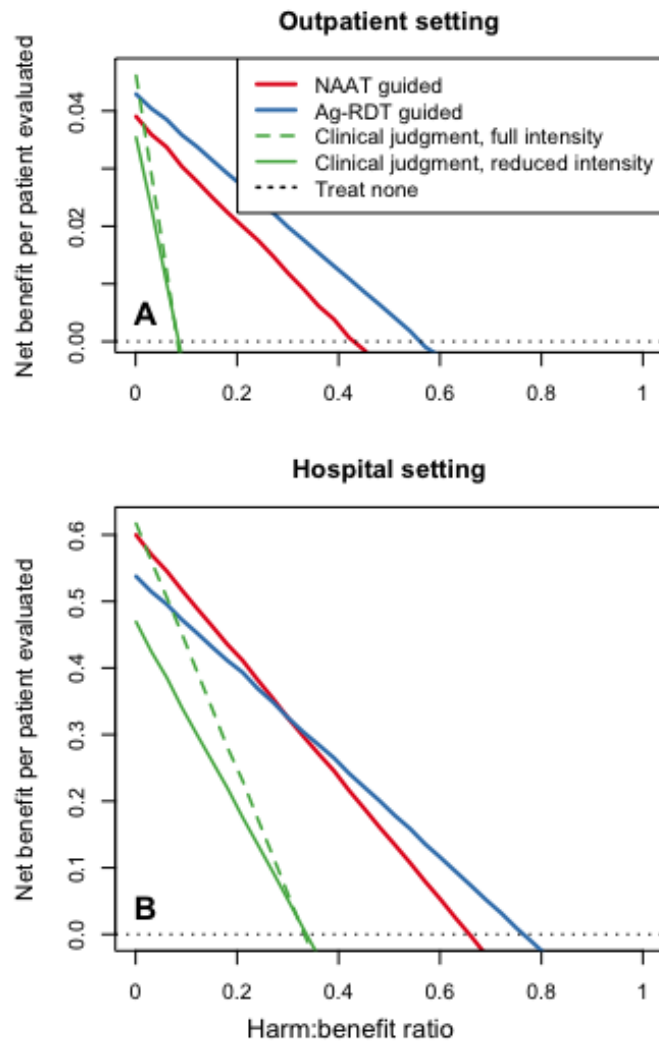 Outpatient setting
Net benefit per patient evaluated
0.04
0.02
0.00
NAAT guided
Ag-RDT guided
Clinical judgment, full intensity
Clinical judgment, reduced intensity
Treat none
A
0 0.2 0.4 0.6 0.8 1
Hospital setting
Net benefit per patient evaluated
0.6
0.5
0.4
0.3
0.2
0.1
0.0
B
0 0.2 0.4 0.6 0.8 1
Harm:benefit ratio